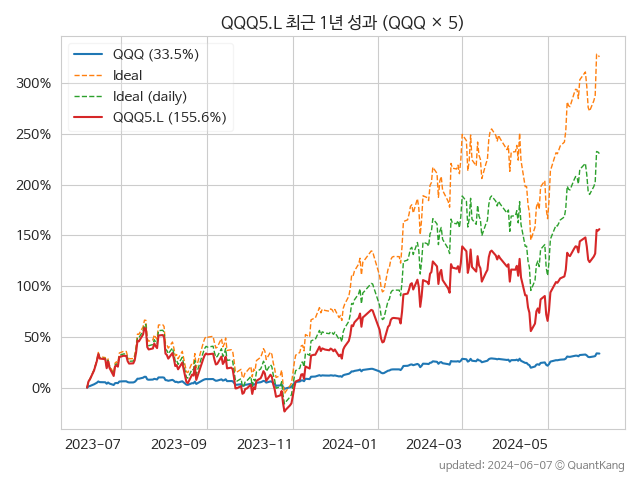 QQQ5.L 최근 1년 성과 (QQQ × 5)
QQQ (33.5%)
Ideal
Ideal (daily)
QQQ5.L (155.6%)
300%
250%
200%
150%
100%
50%
0%
2023-07 2023-09 2023-11 2024-01 2024-03 2024-05
updated: 2024-06-07 © QuantKang